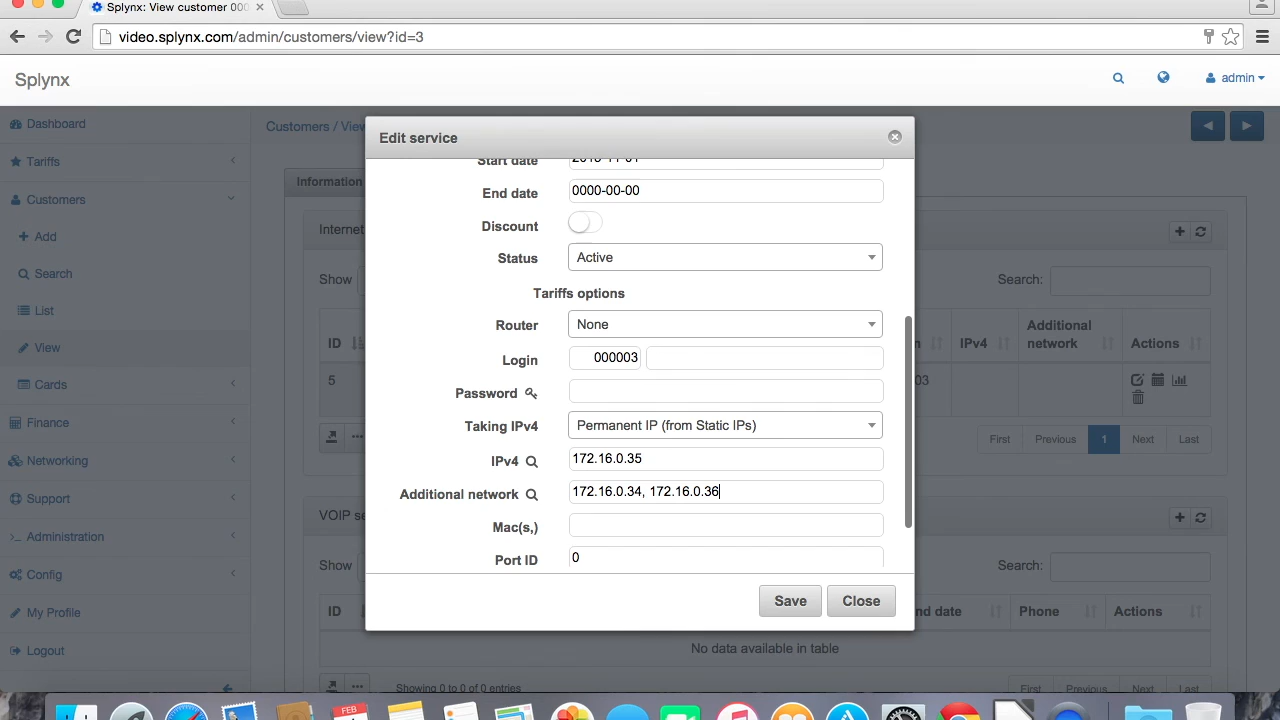 Splynx: View customer 000
video.splynx.com/admin/customers/view?id=3
Splynx
admin
Dashboard
Tariffs
Customers
Add
Search
List
View
Cards
Finance
Networking
Support
Administration
Config
My Profile
Logout
Customers / View
Information
Internet
Show
Search:
ID
IPv4
Additional network
Actions
5
First
Previous
1
Next
Last
VOIP se
Show
Search:
ID
nd date
Phone
Actions
No data available in table
Showing 0 to 0 of 0 entries
First
Previous
Next
Last
Edit service
Start date
End date
0000-00-00
Discount
Status
Active
Tariffs options
Router
None
Login
000003
Password
Taking IPv4
Permanent IP (from Static IPs)
IPv4
172.16.0.35
Additional network
172.16.0.34, 172.16.0.36
Mac(s,)
Port ID
0
Save
Close
FEB